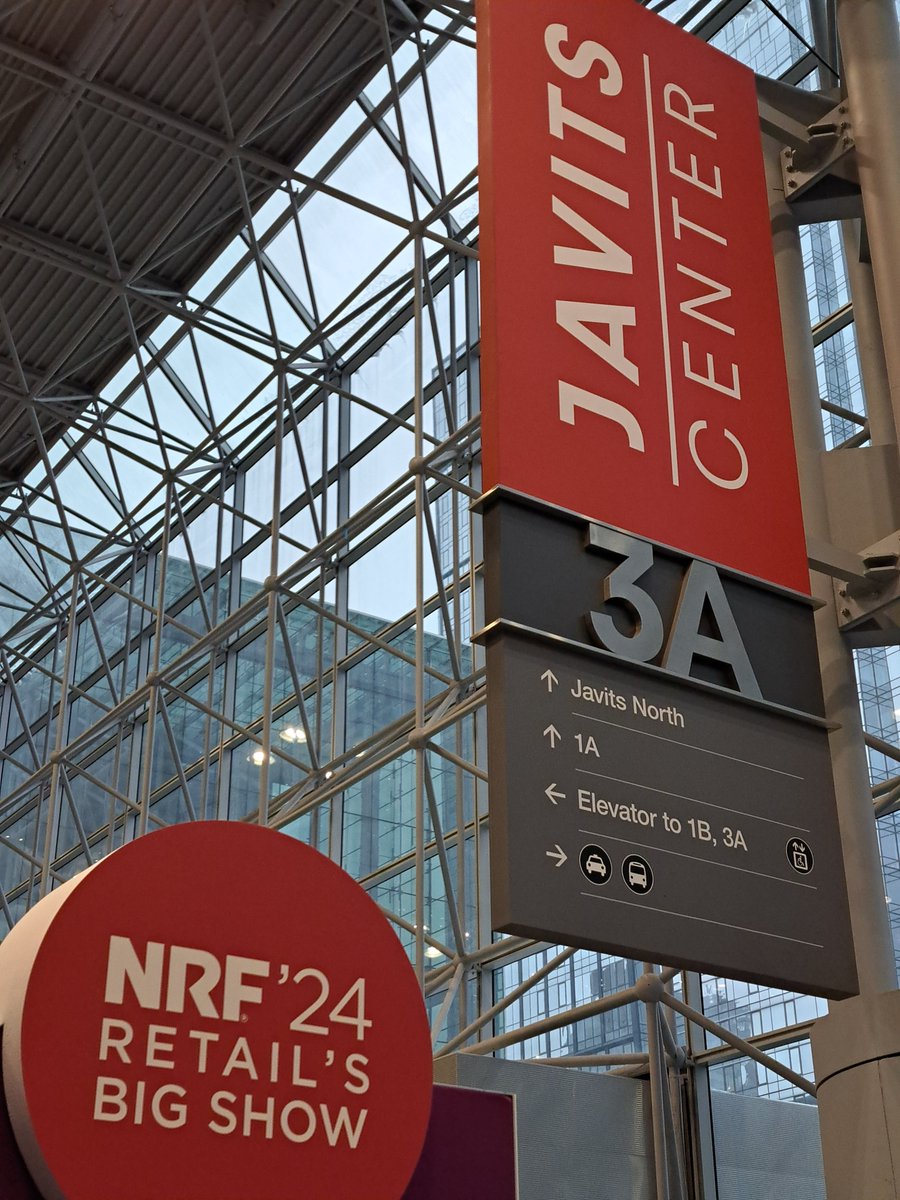 JAVITS
CENTER
3A
↑ Javits North
↑ 1A
← Elevator to 1B, 3A
→
NRF®'24
RETAIL'S
BIG SHOW